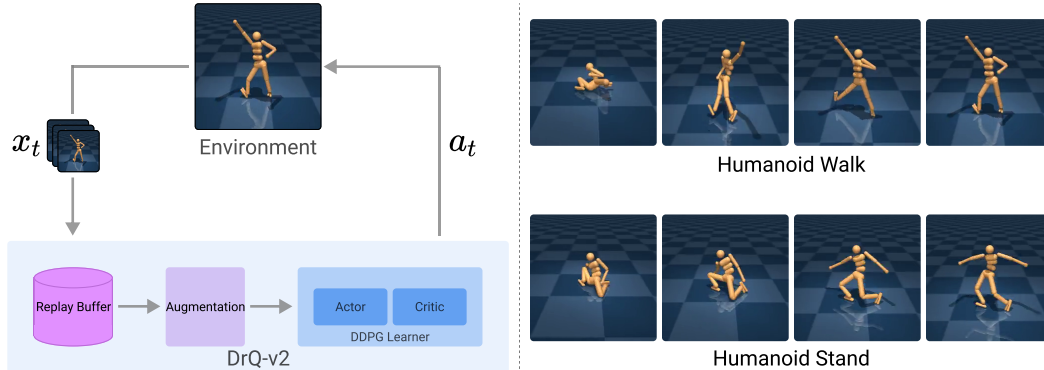 Environment
x_t
a_t
Replay Buffer
Augmentation
Actor
Critic
DDPG Learner
DrQ-v2
Humanoid Walk
Humanoid Stand